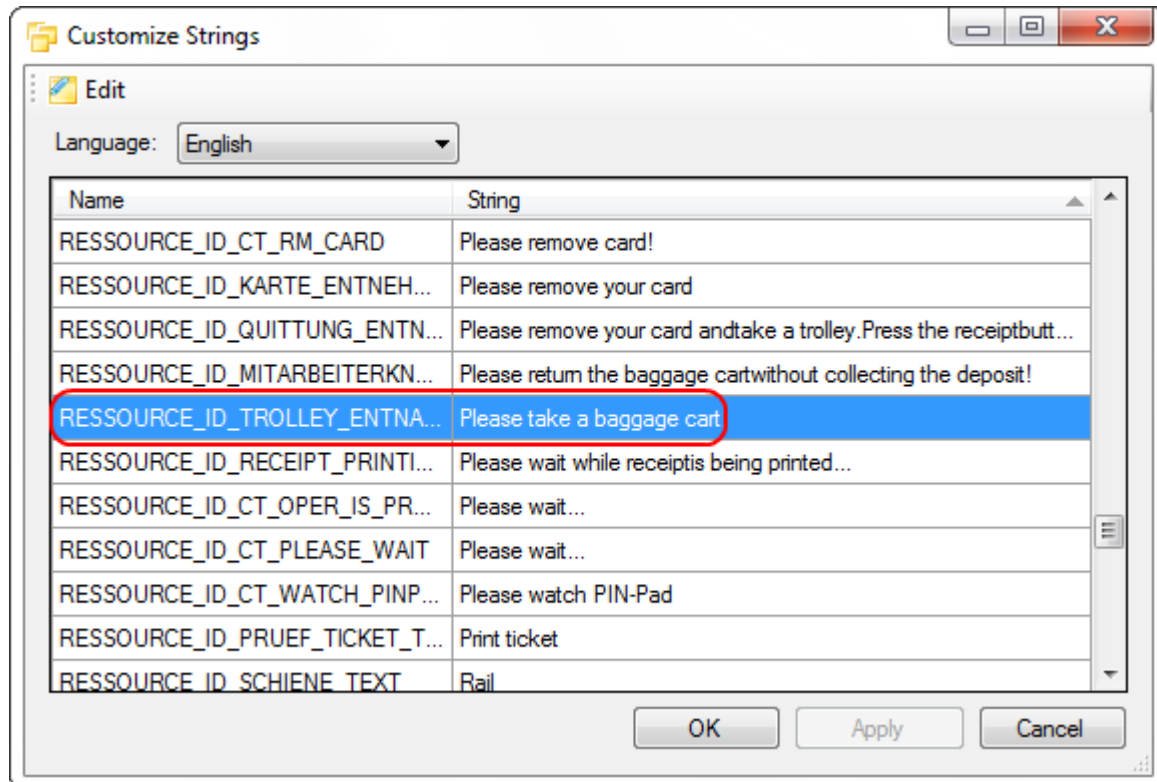 Customize Strings
Edit
Language: English
Name String
RESSOURCE_ID_CT_RM_CARD Please remove card!
RESSOURCE_ID_KARTE_ENTNEH... Please remove your card
RESSOURCE_ID_QUITTUNG_ENTN... Please remove your card andtake a trolley.Press the receiptbutt...
RESSOURCE_ID_MITARBEITERKN... Please return the baggage cartwithout collecting the deposit!
RESSOURCE_ID_TROLLEY_ENTNA... Please take a baggage cart
RESSOURCE_ID_RECEIPT_PRINTI... Please wait while receiptis being printed...
RESSOURCE_ID_CT_OPER_IS_PR... Please wait...
RESSOURCE_ID_CT_PLEASE_WAIT Please wait...
RESSOURCE_ID_CT_WATCH_PINP... Please watch PIN-Pad
RESSOURCE_ID_PRUEF_TICKET_T... Print ticket
RESSOURCE_ID_SCHIENE_TEXT Rail
OK Apply Cancel